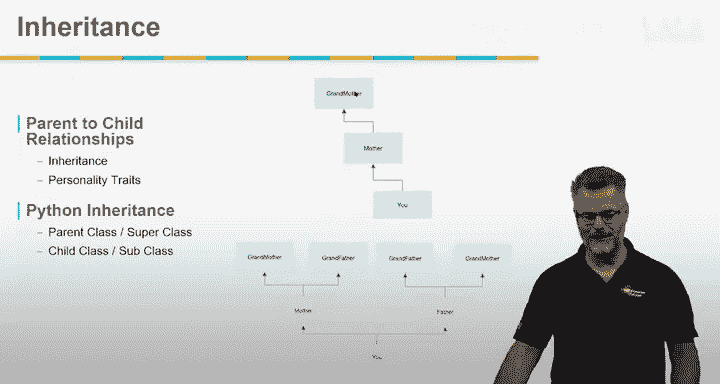 Inheritance
Parent to Child
Relationships
– Inheritance
– Personality Traits
Python Inheritance
– Parent Class / Super Class
– Child Class / Sub Class
GrandMother
Mother
You
GrandMother
GrandFather
GrandFather
GrandMother
Mother
Father
You